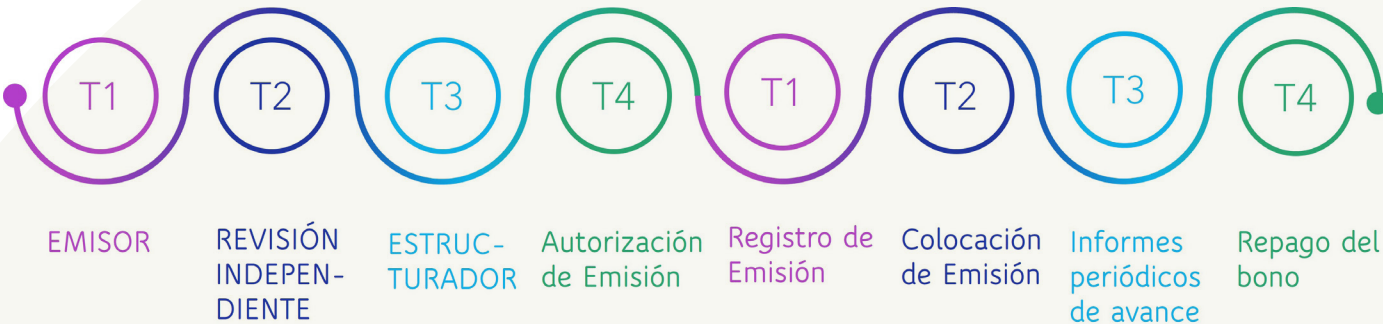 T1
T2
T3
T4
T1
T2
T3
T4
EMISOR
REVISIÓN
INDEPEN-
DIENTE
ESTRUC-
TURADOR
Autorización
de Emisión
Registro de
Emisión
Colocación
de Emisión
Informes
periódicos
de avance
Repago del
bono